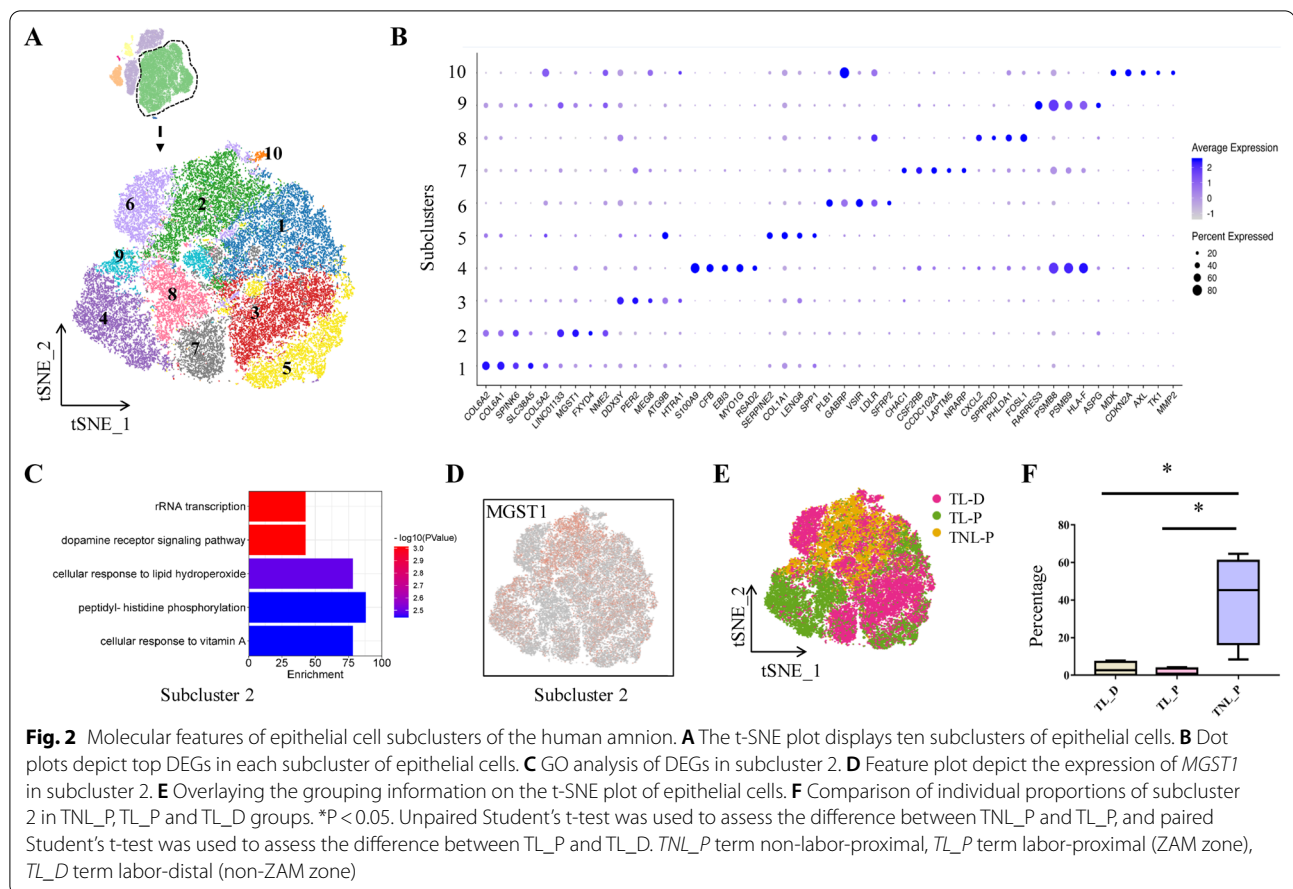 A
10
6
2
1
9
8
3
4
7
5
tSNE_2
tSNE_1
B
Subclusters
10
9
8
7
6
5
4
3
2
1
COL6A2
COL6A1
SPINK6
SLC38A5
COL5A2
LINC01133
MGST1
FXYD4
NME2
DDX3Y
PER2
MEG8
ATG9B
HTRA1
S100A9
CFB
EBI3
MYO1G
RSAD2
SERPINE2
COL1A1
LENG8
SPP1
PLB1
GABRP
VSIR
LDLR
SFRP2
CHAC1
CSF2RB
CCDC102A
LAPTM5
NRARP
CXCL2
SPRR2D
PHLDA1
FOSL1
RARRES3
PSMB8
PSMB9
HLA-F
ASPG
MDK
CDKN2A
AXL
TK1
MMP2
Average Expression
2
1
0
-1
Percent Expressed
20
40
60
80
C
rRNA transcription
dopamine receptor signaling pathway
cellular response to lipid hydroperoxide
peptidyl- histidine phosphorylation
cellular response to vitamin A
0 25 50 75 100
Enrichment
- log10(PValue)
3.0
2.9
2.8
2.7
2.6
2.5
Subcluster 2
D
MGST1
Subcluster 2
E
TL-D
TL-P
TNL-P
tSNE_2
tSNE_1
F
*
*
Percentage
80
60
40
20
0
TL_D
TL_P
TNL_P
Fig. 2 Molecular features of epithelial cell subclusters of the human amnion. A The t-SNE plot displays ten subclusters of epithelial cells. B Dot
plots depict top DEGs in each subcluster of epithelial cells. C GO analysis of DEGs in subcluster 2. D Feature plot depict the expression of MGST1
in subcluster 2. E Overlaying the grouping information on the t-SNE plot of epithelial cells. F Comparison of individual proportions of subcluster
2 in TNL_P, TL_P and TL_D groups. *P < 0.05. Unpaired Student's t-test was used to assess the difference between TNL_P and TL_P, and paired
Student's t-test was used to assess the difference between TL_P and TL_D. TNL_P term non-labor-proximal, TL_P term labor-proximal (ZAM zone),
TL_D term labor-distal (non-ZAM zone)